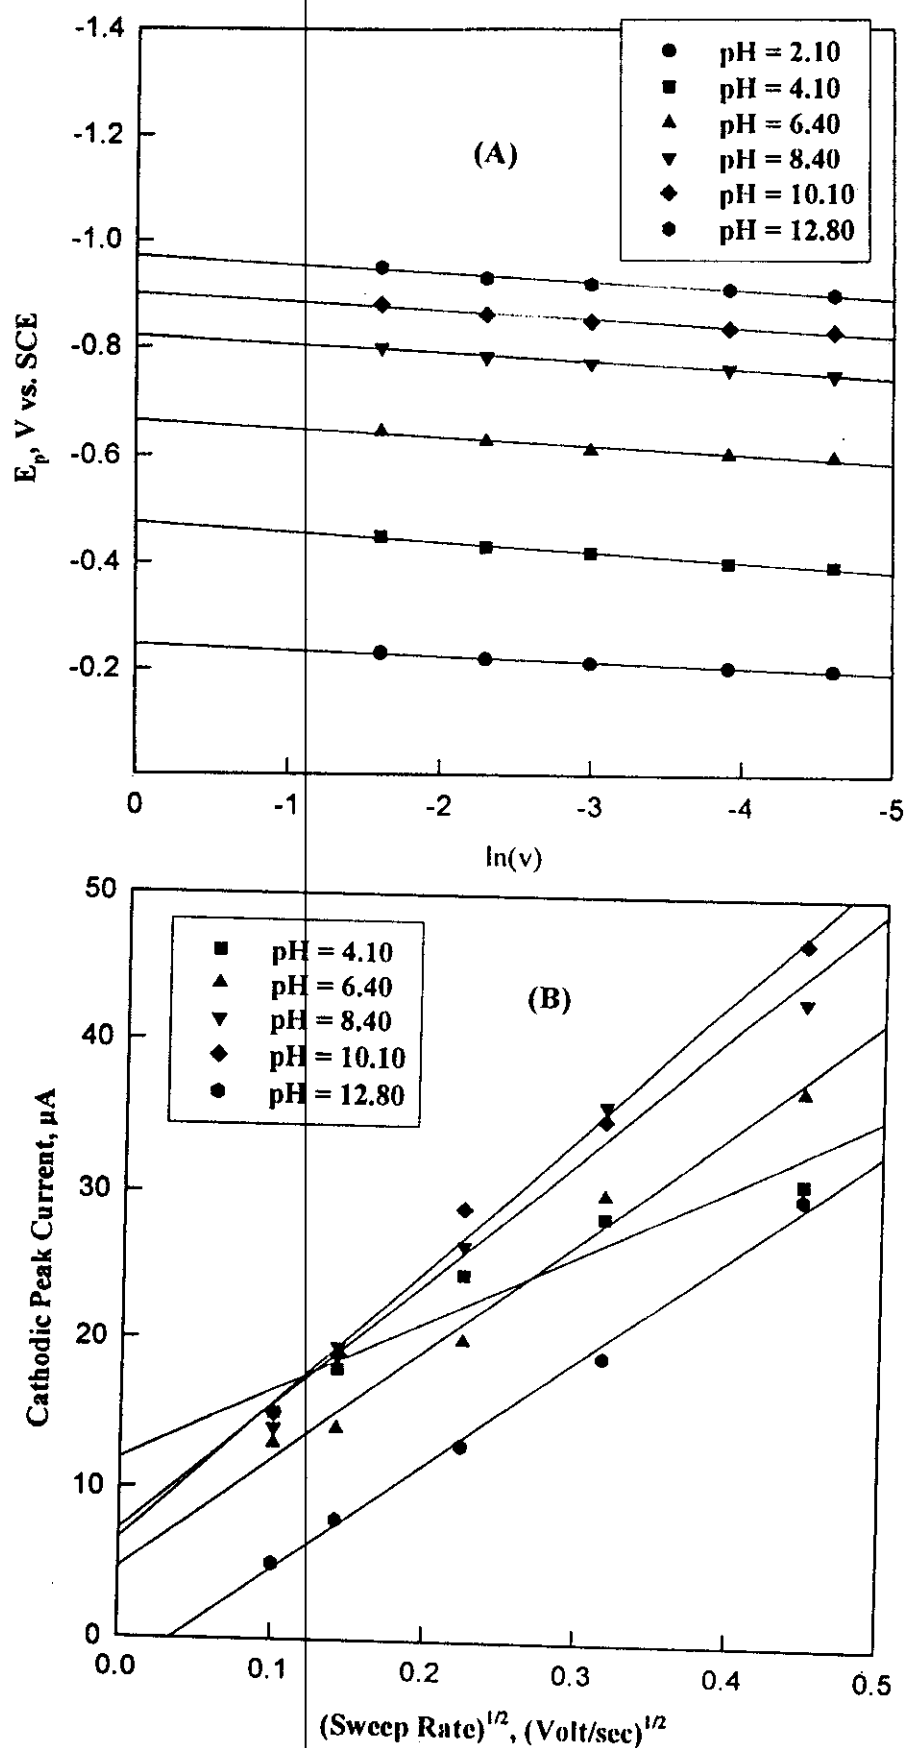 -1.4
pH = 2.10
pH = 4.10
pH = 6.40
pH = 8.40
pH = 10.10
pH = 12.80
(A)
-1.2
-1.0
-0.8
-0.6
-0.4
-0.2
E_p, V vs. SCE
0
-1
-2
-3
-4
-5
ln(v)
50
pH = 4.10
pH = 6.40
pH = 8.40
pH = 10.10
pH = 12.80
(B)
40
30
20
10
0
Cathodic Peak Current, µA
0.0
0.1
0.2
0.3
0.4
0.5
(Sweep Rate)^1/2, (Volt/sec)^1/2